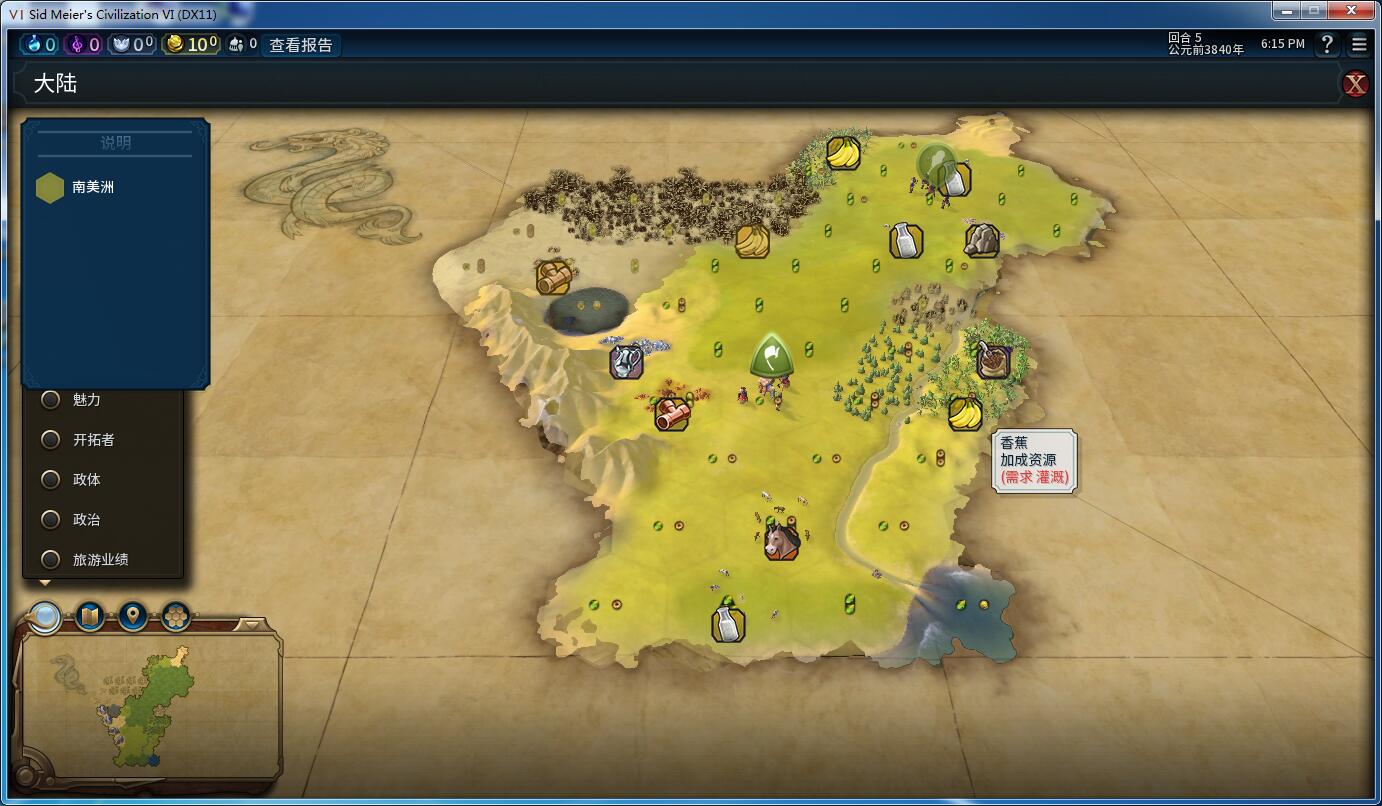 VI Sid Meier's Civilization VI (DX11)
0 0 0 0 10 0 0 查看报告
回合 5
公元前3840年
6:15 PM
?
大陆
X
说明
南美洲
魅力
开拓者
政体
政治
旅游业绩
香蕉
加成资源
(需求 灌溉)